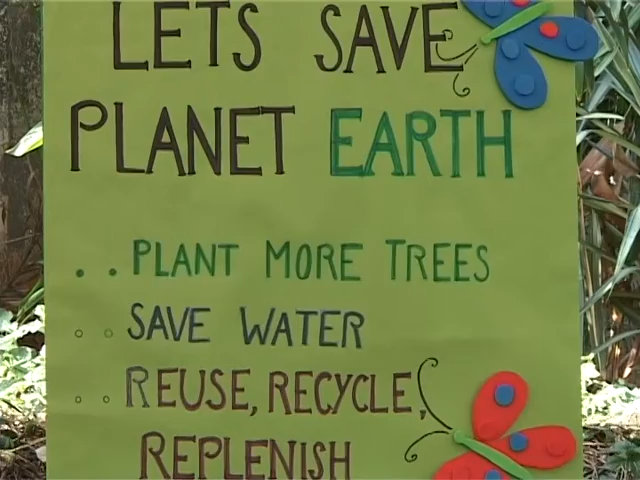 LETS SAVE
PLANET EARTH
..PLANT MORE TREES
..SAVE WATER
..REUSE, RECYCLE,
REPLENISH